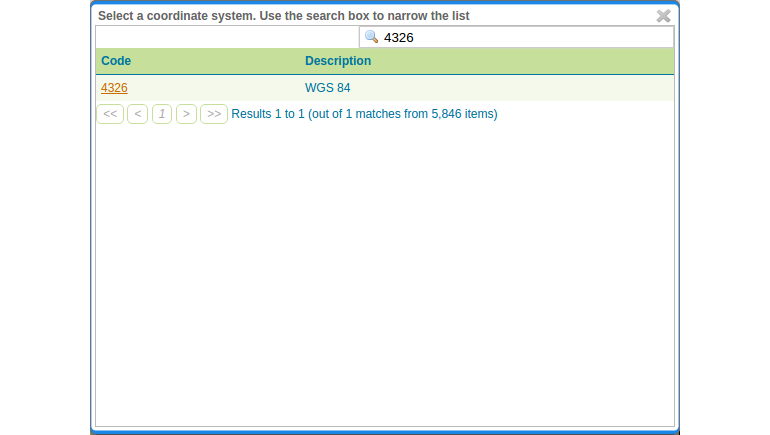 Select a coordinate system. Use the search box to narrow the list
4326
Code Description
4326 WGS 84
<< < 1 > >> Results 1 to 1 (out of 1 matches from 5,846 items)